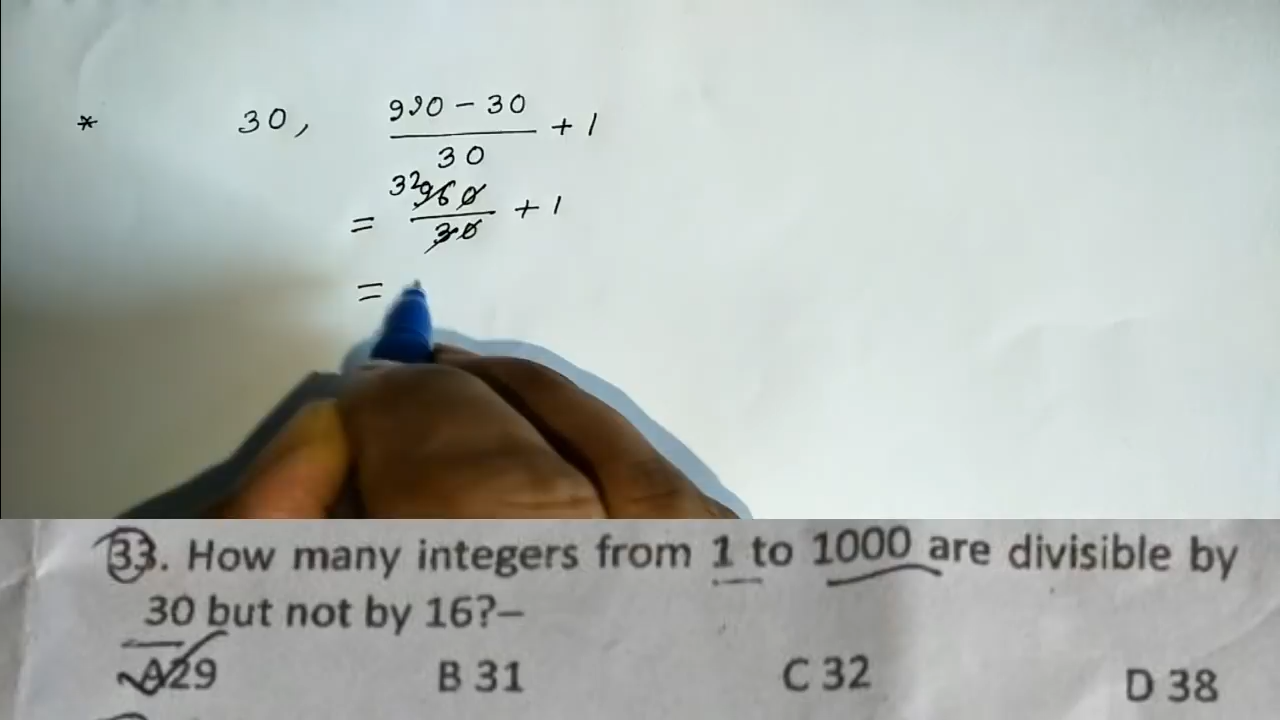 * 30, 990 - 30 / 30 + 1
= 32 960 / 30 + 1
=
33. How many integers from 1 to 1000 are divisible by
30 but not by 16?–
A 29 B 31 C 32 D 38